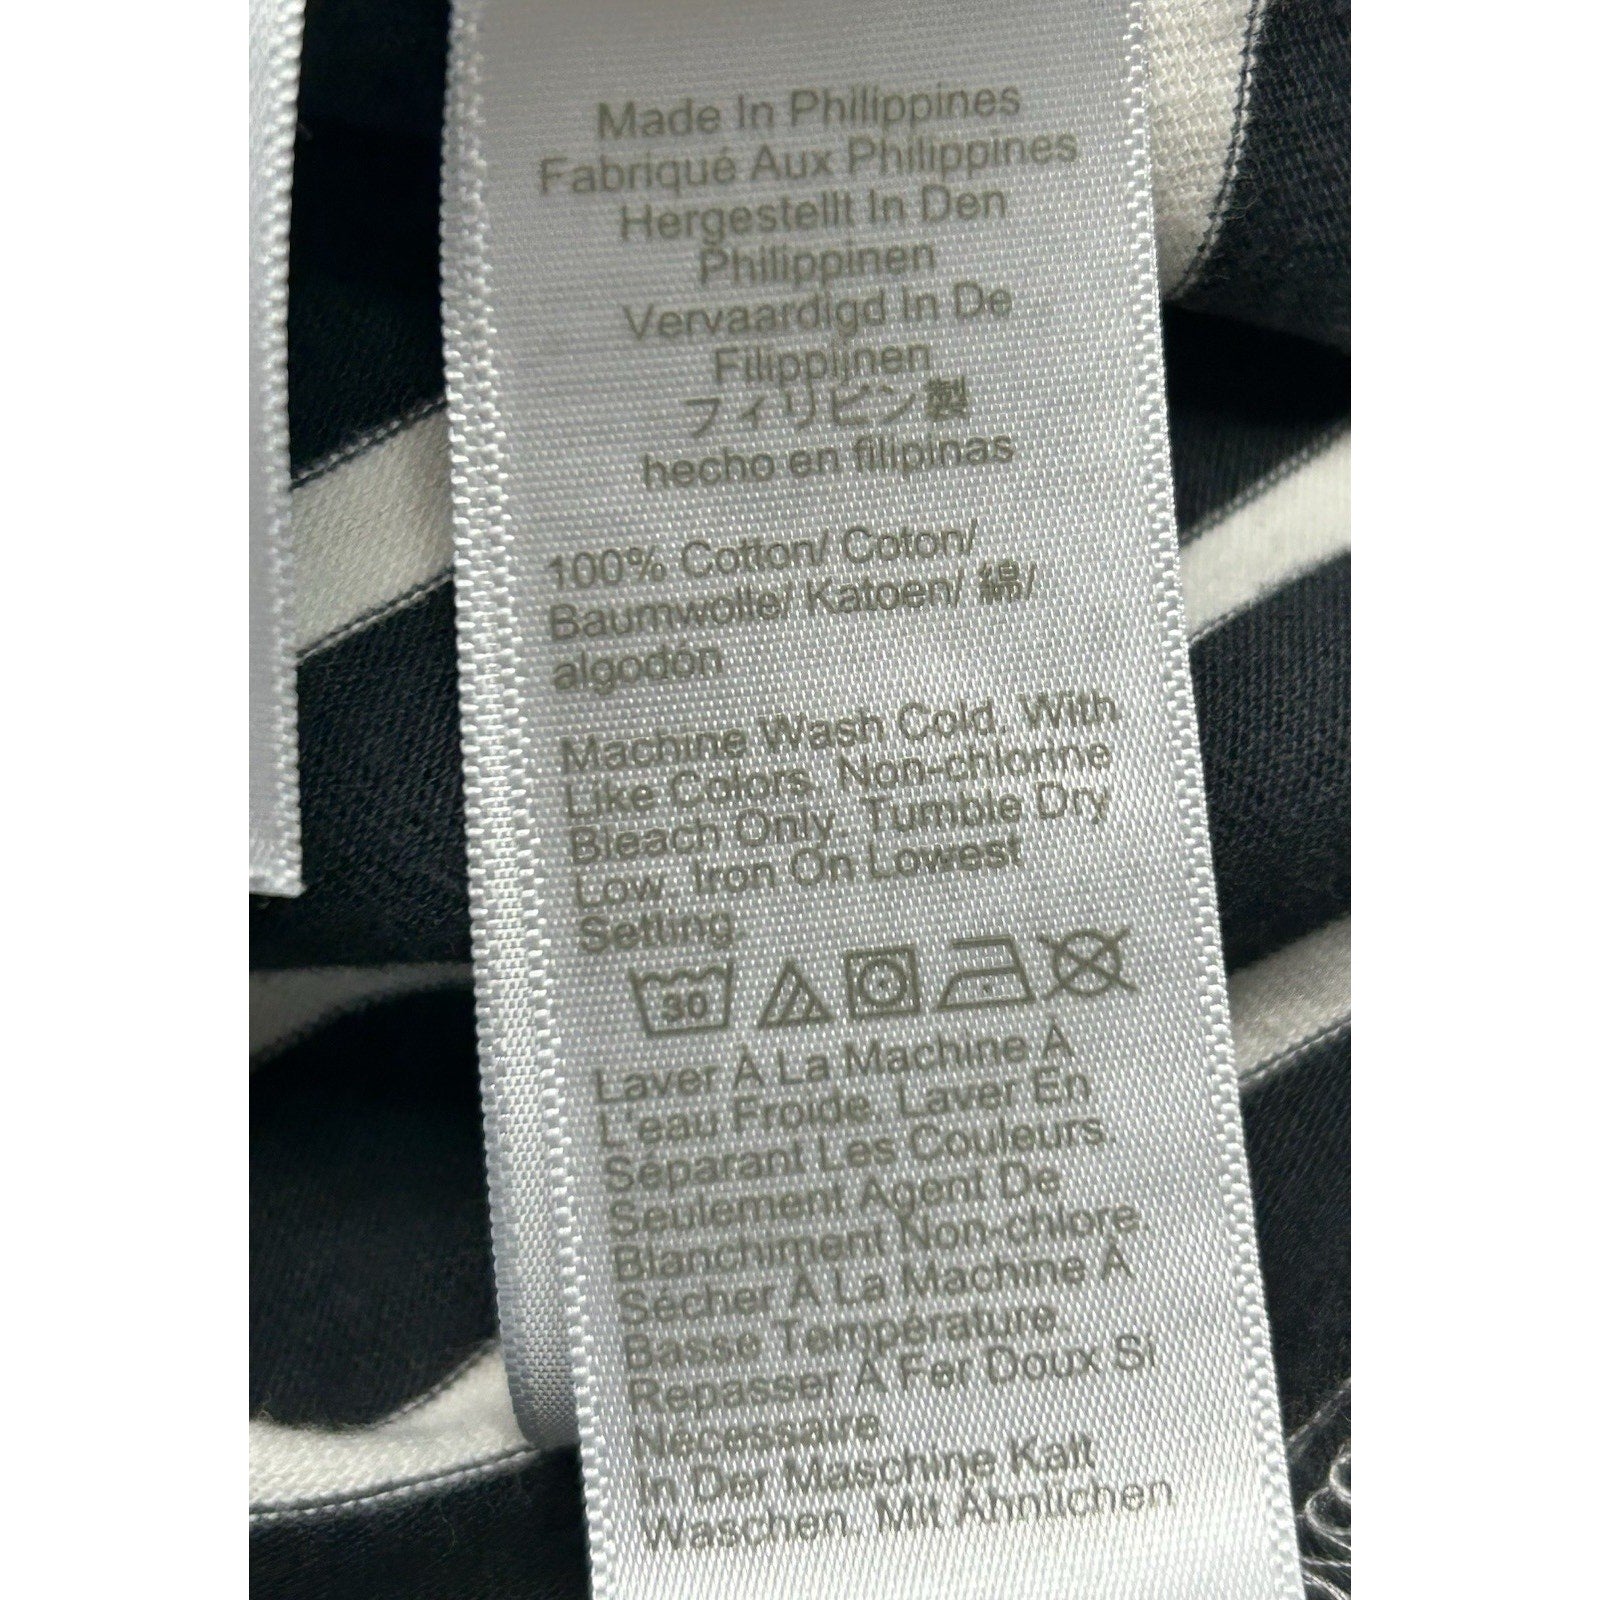 Made In Philippines
Fabriqué Aux Philippines
Hergestellt In Den
Philippinen
Vervaardigd In De
Filippijnen
フィリピン製
hecho en filipinas
100% Cotton/ Coton/
Baumwolle/ Katoen/ 綿/
algodón
Machine Wash Cold, With
Like Colors, Non-chlorine
Bleach Only. Tumble Dry
Low. Iron On Lowest
Setting.
30
Laver À La Machine À
L'eau Froide, Laver En
Séparant Les Couleurs.
Seulement Agent De
Blanchiment Non-chlore.
Sécher À La Machine À
Basse Température
Repasser À Fer Doux Si
Nécessaire
In Der Maschine Kalt
Waschen, Mit Ähnlichen